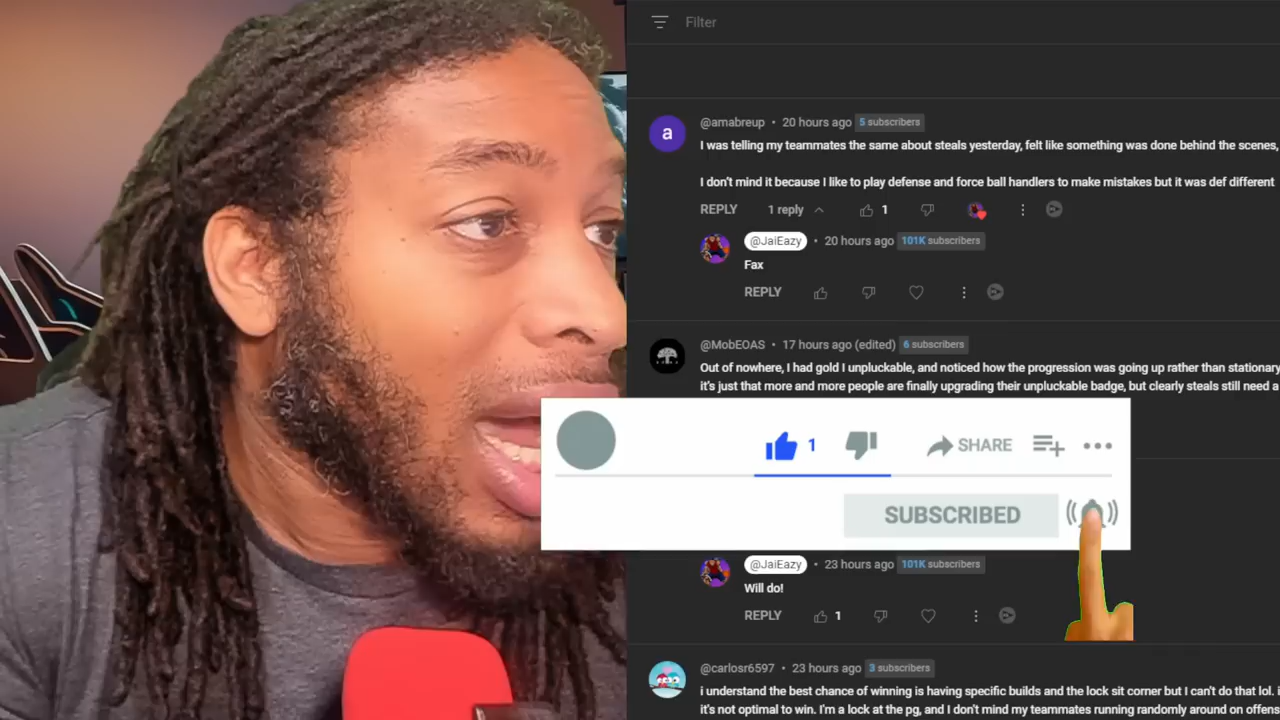 Filter
a
@amabreup • 20 hours ago 5 subscribers
I was telling my teammates the same about steals yesterday, felt like something was done behind the scenes,
I don't mind it because I like to play defense and force ball handlers to make mistakes but it was def different
REPLY 1 reply 1
@JaiEazy • 20 hours ago 101K subscribers
Fax
REPLY
@MobEOAS • 17 hours ago (edited) 6 subscribers
Out of nowhere, I had gold I unpluckable, and noticed how the progression was going up rather than stationary
it's just that more and more people are finally upgrading their unpluckable badge, but clearly steals still need a
1 SHARE
SUBSCRIBED
@JaiEazy • 23 hours ago 101K subscribers
Will do!
REPLY 1
@carlosr6597 • 23 hours ago 3 subscribers
i understand the best chance of winning is having specific builds and the lock sit corner but I can't do that lol. i
it's not optimal to win. I'm a lock at the pg, and I don't mind my teammates running randomly around on offens